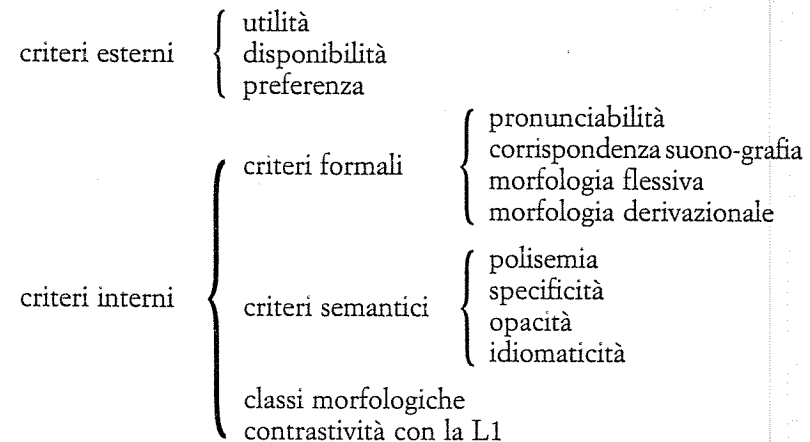 criteri esterni
utilità
disponibilità
preferenza
criteri interni
criteri formali
pronunciabilità
corrispondenza suono-grafia
morfologia flessiva
morfologia derivazionale
criteri semantici
polisemia
specificità
opacità
idiomaticità
classi morfologiche
contrastività con la L1